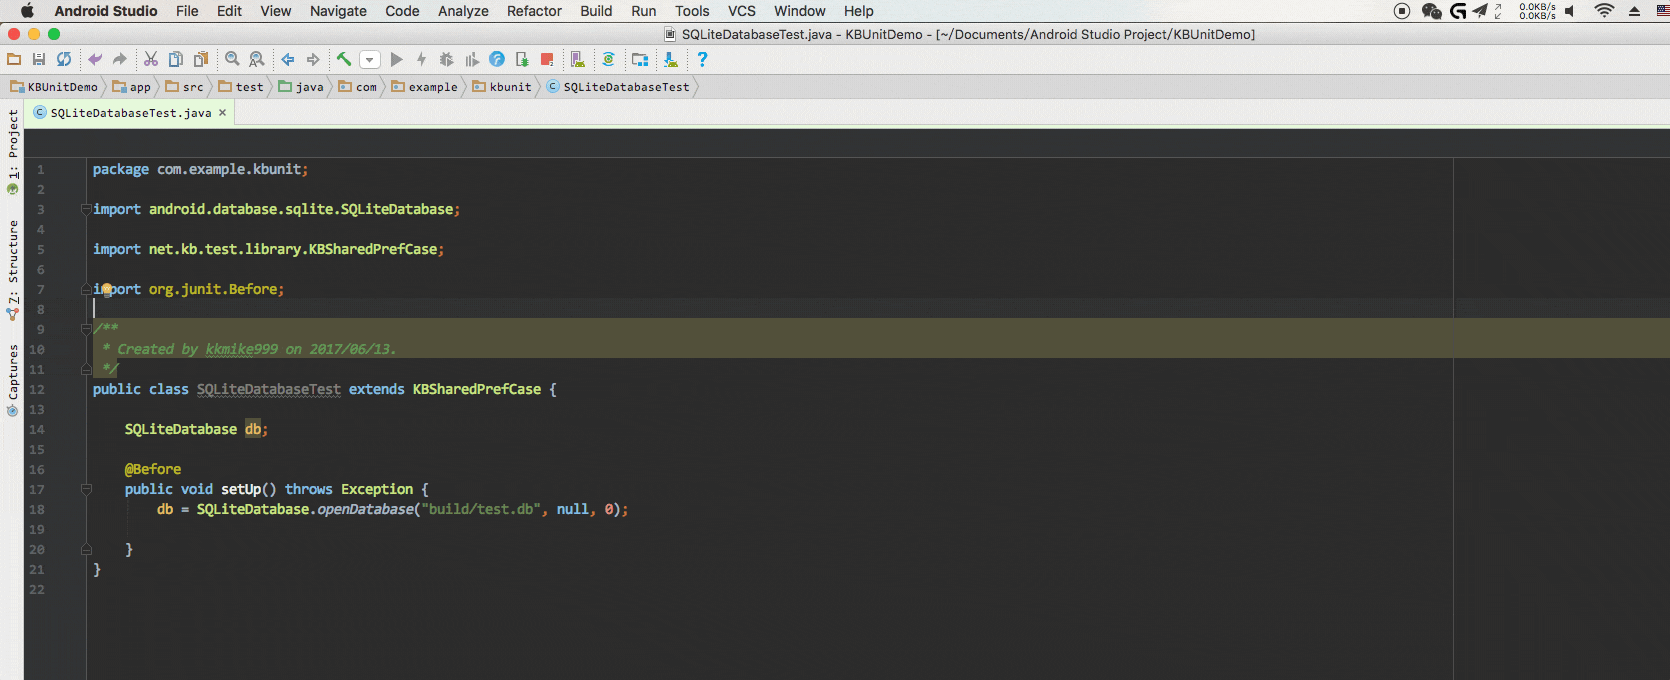 Android Studio File Edit View Navigate Code Analyze Refactor Build Run Tools VCS Window Help 0.0KB/s
0.0KB/s
SQLiteDatabaseTest.java - KBUnitDemo - [~/Documents/Android Studio Project/KBUnitDemo]
KBUnitDemo app src test java com example kbunit SQLiteDatabaseTest
SQLiteDatabaseTest.java
1: Project
7: Structure
Captures
1 package com.example.kbunit;
2
3 import android.database.sqlite.SQLiteDatabase;
4
5 import net.kb.test.library.KBSharedPrefCase;
6
7 import org.junit.Before;
8
9 /**
10 * Created by kkmike999 on 2017/06/13.
11 */
12 public class SQLiteDatabaseTest extends KBSharedPrefCase {
13
14 SQLiteDatabase db;
15
16 @Before
17 public void setUp() throws Exception {
18 db = SQLiteDatabase.openDatabase("build/test.db", null, 0);
19
20 }
21 }
22